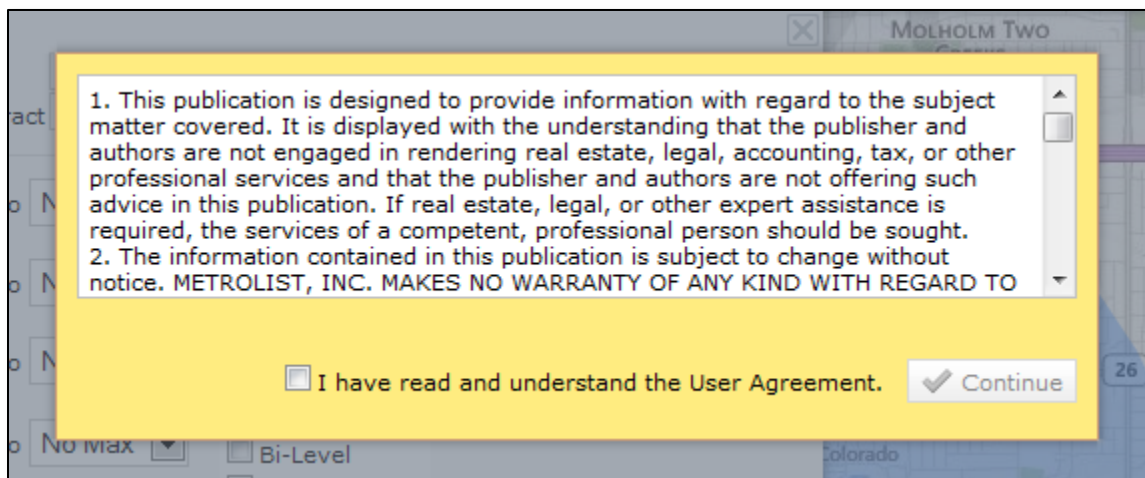 MOLHOLM TWO
ract
1. This publication is designed to provide information with regard to the subject
matter covered. It is displayed with the understanding that the publisher and
authors are not engaged in rendering real estate, legal, accounting, tax, or other
professional services and that the publisher and authors are not offering such
advice in this publication. If real estate, legal, or other expert assistance is
required, the services of a competent, professional person should be sought.
2. The information contained in this publication is subject to change without
notice. METROLIST, INC. MAKES NO WARRANTY OF ANY KIND WITH REGARD TO
o N
o N
o N
I have read and understand the User Agreement.
Continue
26
o No Max
Bi-Level
Colorado